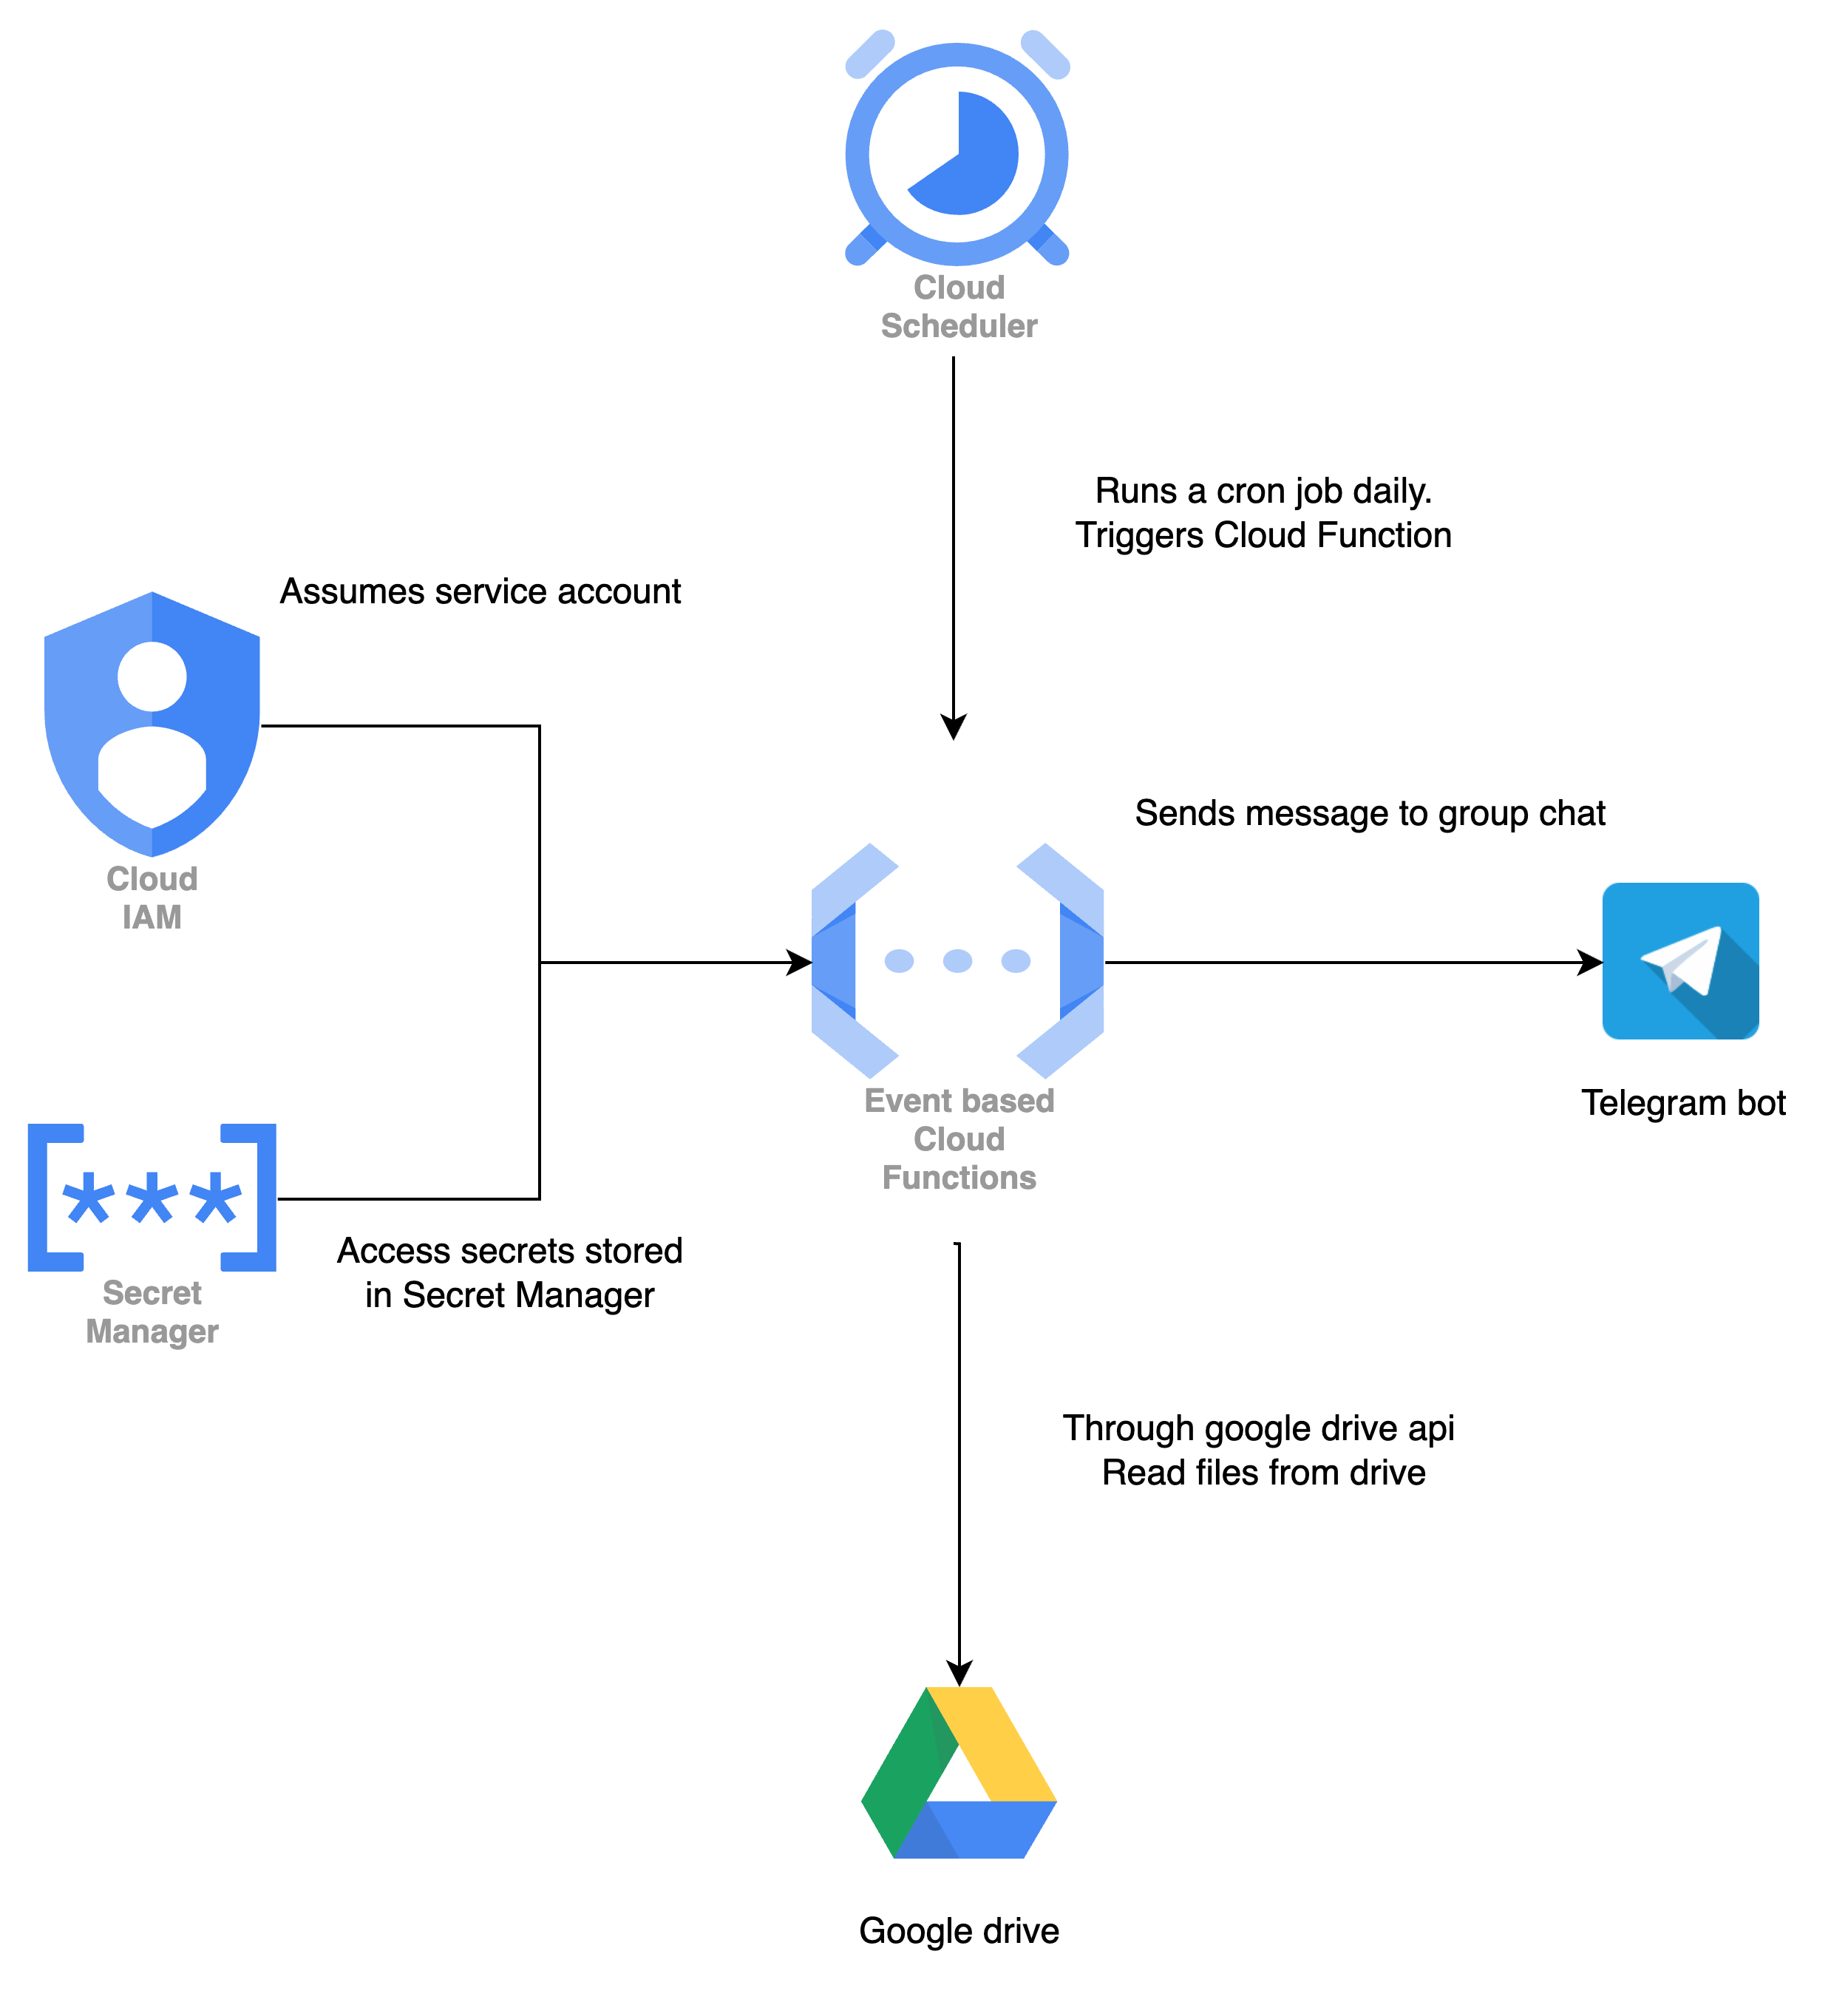 Cloud
Scheduler
Runs a cron job daily.
Triggers Cloud Function
Assumes service account
Cloud
IAM
Sends message to group chat
Event based
Cloud
Functions
Telegram bot
***
Secret
Manager
Access secrets stored
in Secret Manager
Through google drive api
Read files from drive
Google drive